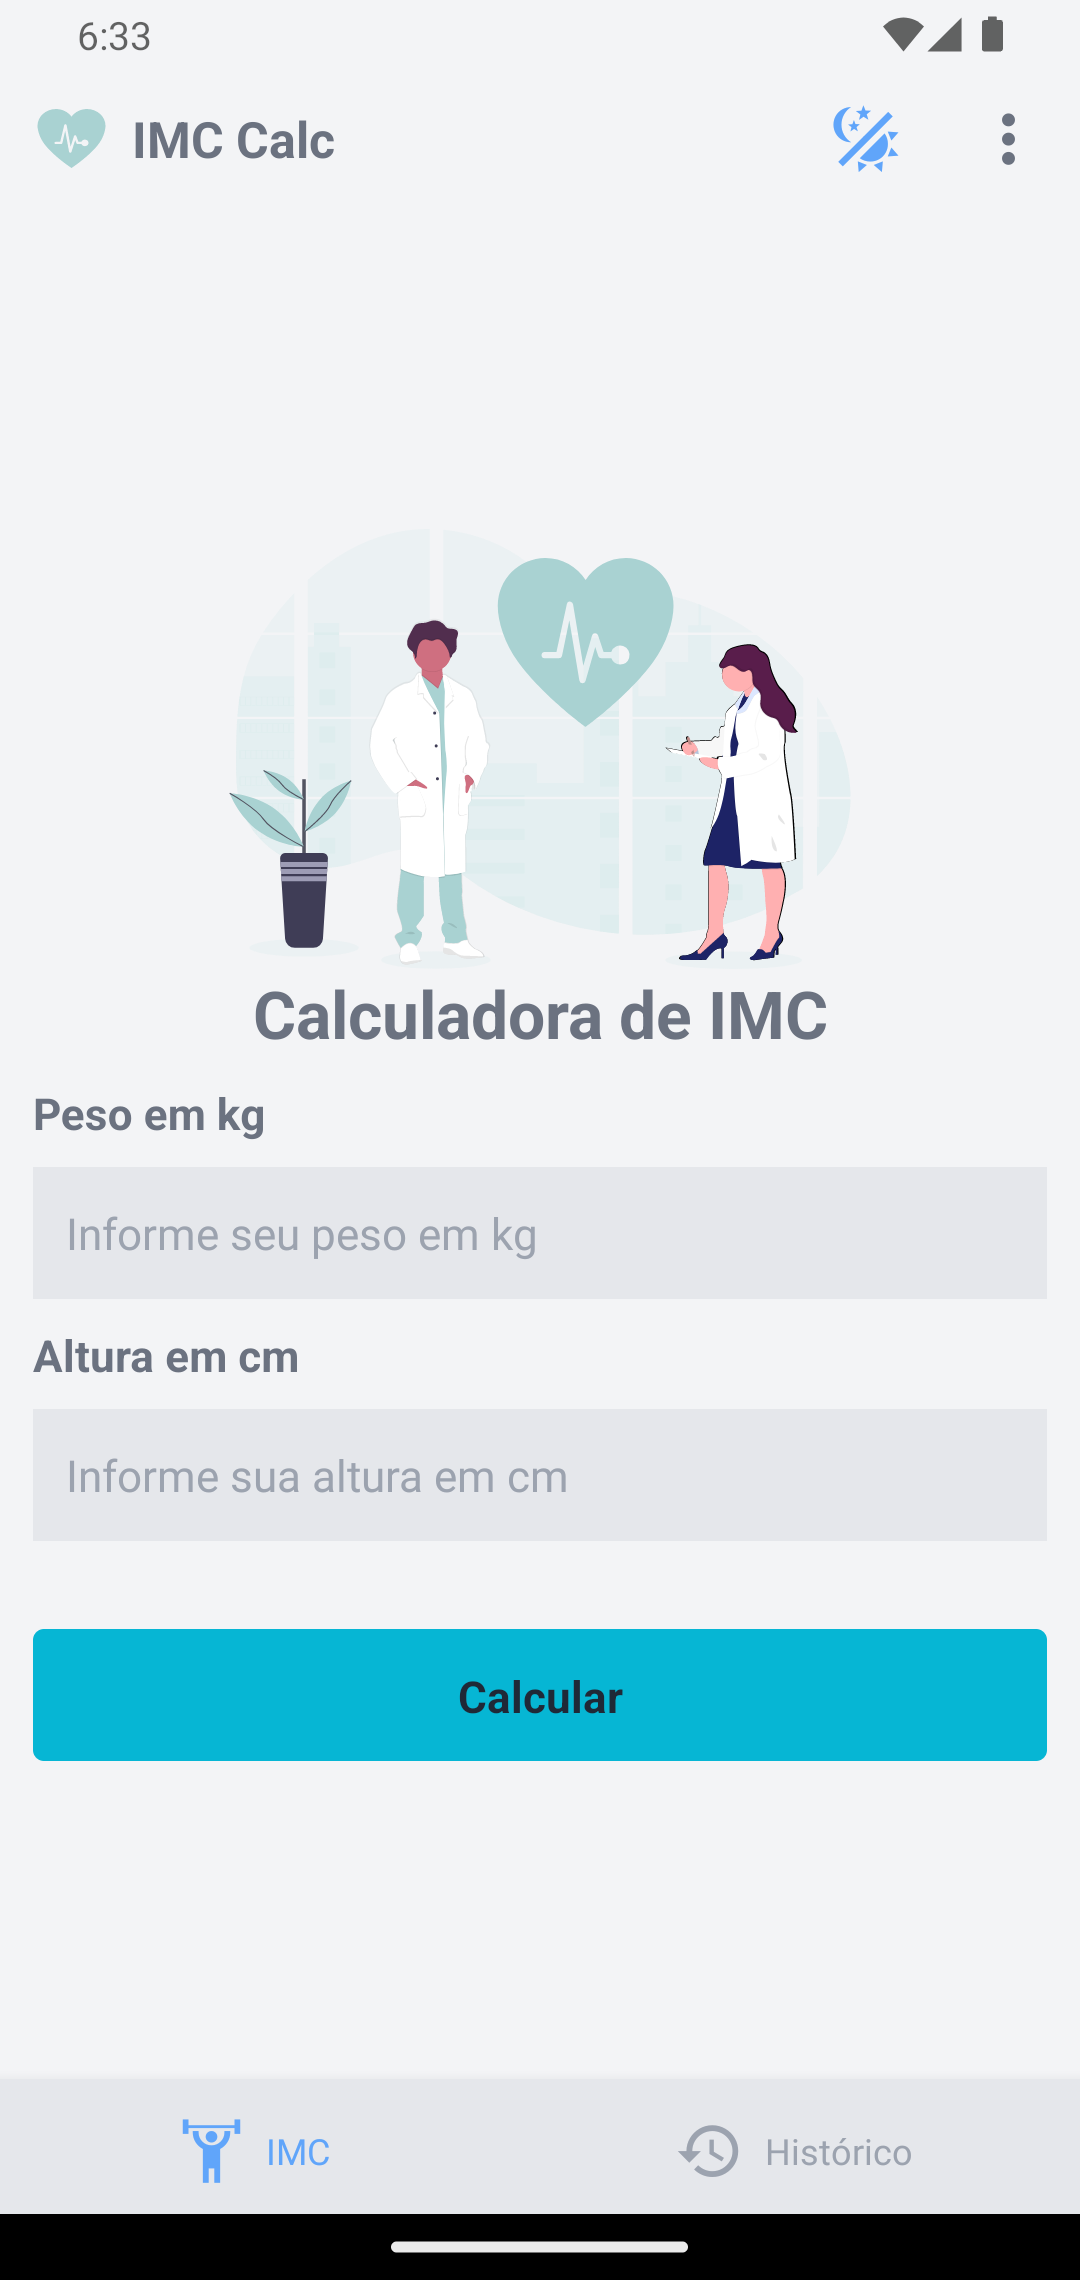 6:33
IMC Calc
Calculadora de IMC
Peso em kg
Informe seu peso em kg
Altura em cm
Informe sua altura em cm
Calcular
IMC
Histórico